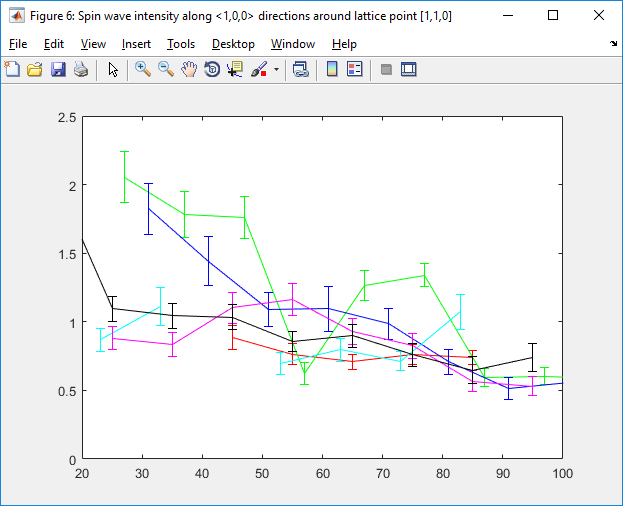 Figure 6: Spin wave intensity along <1,0,0> directions around lattice point [1,1,0]
File Edit View Insert Tools Desktop Window Help
2.5
2
1.5
1
0.5
0
20 30 40 50 60 70 80 90 100